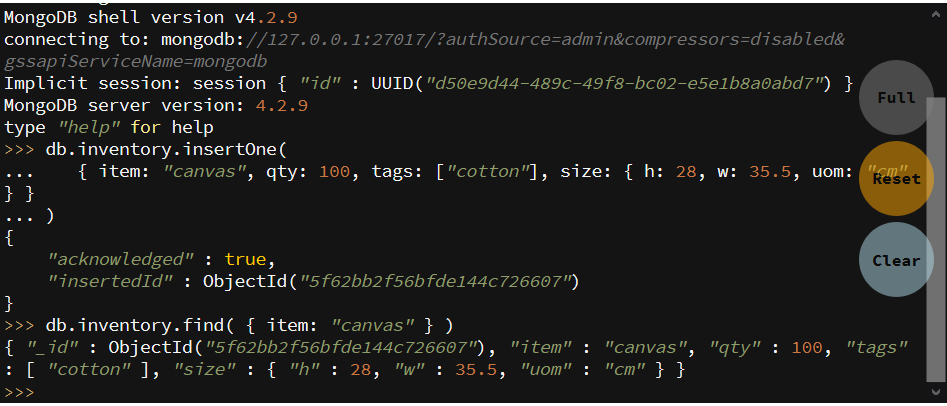 MongoDB shell version v4.2.9
connecting to: mongodb://127.0.0.1:27017/?authSource=admin&compressors=disabled&
gssapiServiceName=mongodb
Implicit session: session { "id" : UUID("d50e9d44-489c-49f8-bc02-e5e1b8a0abd7") }
MongoDB server version: 4.2.9
type "help" for help
>>> db.inventory.insertOne(
...    { item: "canvas", qty: 100, tags: ["cotton"], size: { h: 28, w: 35.5, uom: "cm"
} }
... )
{
    "acknowledged" : true,
    "insertedId" : ObjectId("5f62bb2f56bfde144c726607")
}
>>> db.inventory.find( { item: "canvas" } )
{ "_id" : ObjectId("5f62bb2f56bfde144c726607"), "item" : "canvas", "qty" : 100, "tags"
: [ "cotton" ], "size" : { "h" : 28, "w" : 35.5, "uom" : "cm" } }
>>>
Full
Reset
Clear